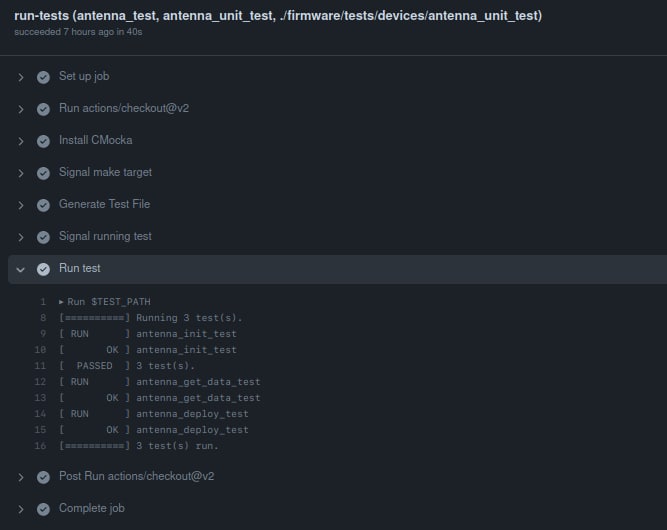 run-tests (antenna_test, antenna_unit_test, ./firmware/tests/devices/antenna_unit_test)
succeeded 7 hours ago in 40s
Set up job
Run actions/checkout@v2
Install CMocka
Signal make target
Generate Test File
Signal running test
Run test
1 ▸ Run $TEST_PATH
8 [==========] Running 3 test(s).
9 [ RUN      ] antenna_init_test
10 [       OK ] antenna_init_test
11 [  PASSED  ] 3 test(s).
12 [ RUN      ] antenna_get_data_test
13 [       OK ] antenna_get_data_test
14 [ RUN      ] antenna_deploy_test
15 [       OK ] antenna_deploy_test
16 [==========] 3 test(s) run.
Post Run actions/checkout@v2
Complete job